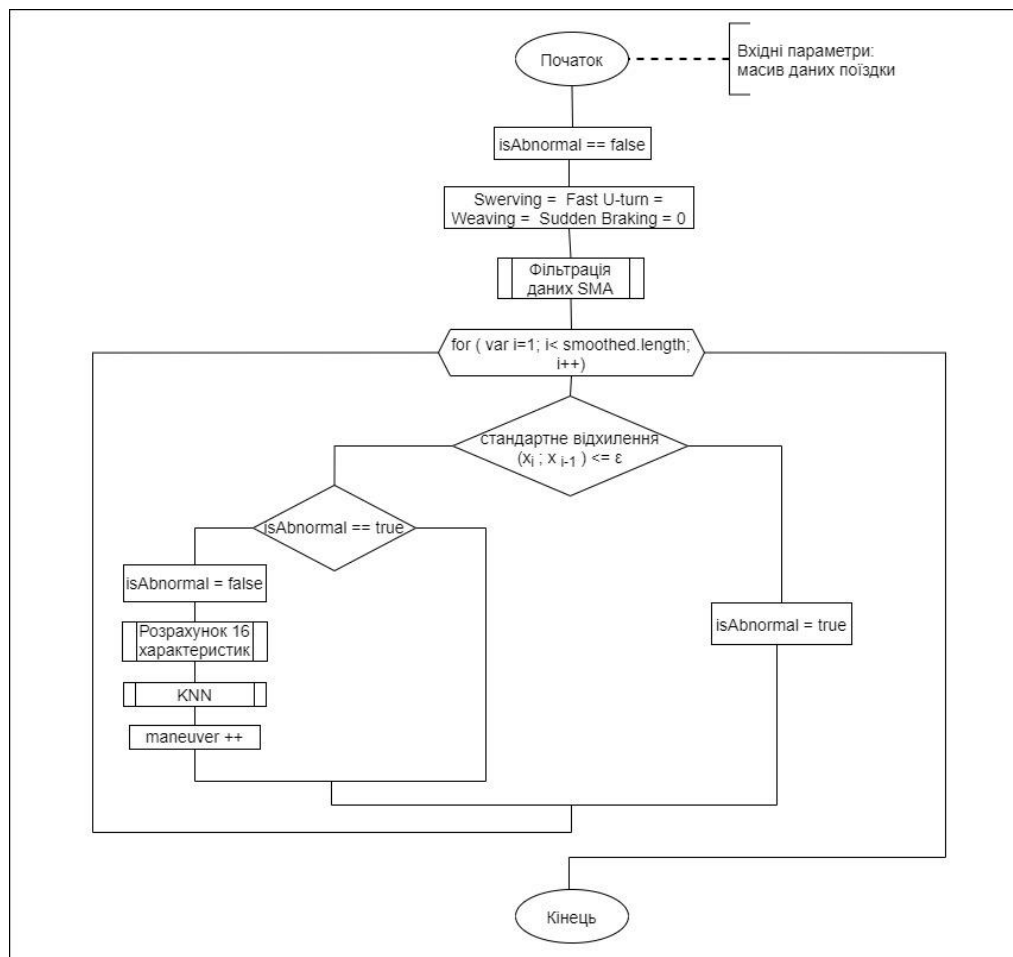 Початок
Вхідні параметри:
масив даних поїздки
isAbnormal == false
Swerving = Fast U-turn =
Weaving = Sudden Braking = 0
Фільтрація
даних SMA
for ( var i=1; i< smoothed.length;
i++)
стандартне відхилення
(xᵢ ; x ᵢ₋₁ ) <= ε
isAbnormal == true
isAbnormal = false
isAbnormal = true
Розрахунок 16
характеристик
KNN
maneuver ++
Кінець